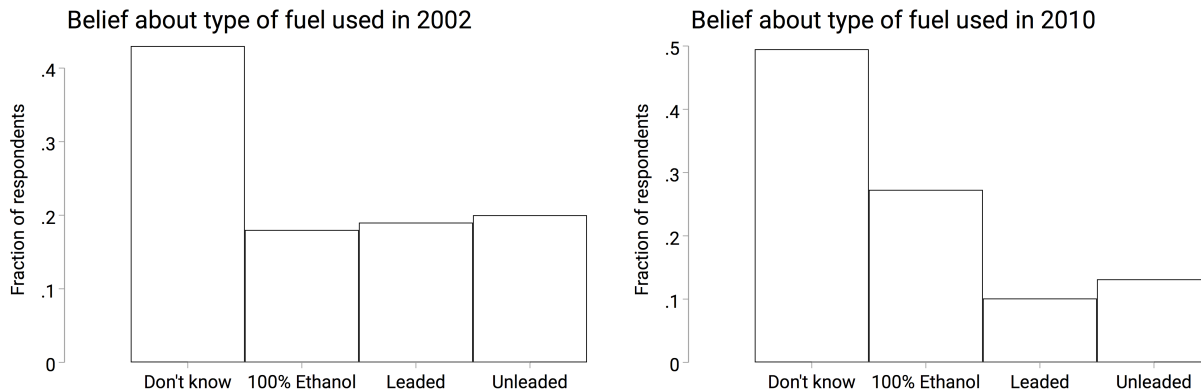 Belief about type of fuel used in 2002
Fraction of respondents
.4
.3
.2
.1
0
Don't know
100% Ethanol
Leaded
Unleaded
Belief about type of fuel used in 2010
Fraction of respondents
.5
.4
.3
.2
.1
0
Don't know
100% Ethanol
Leaded
Unleaded